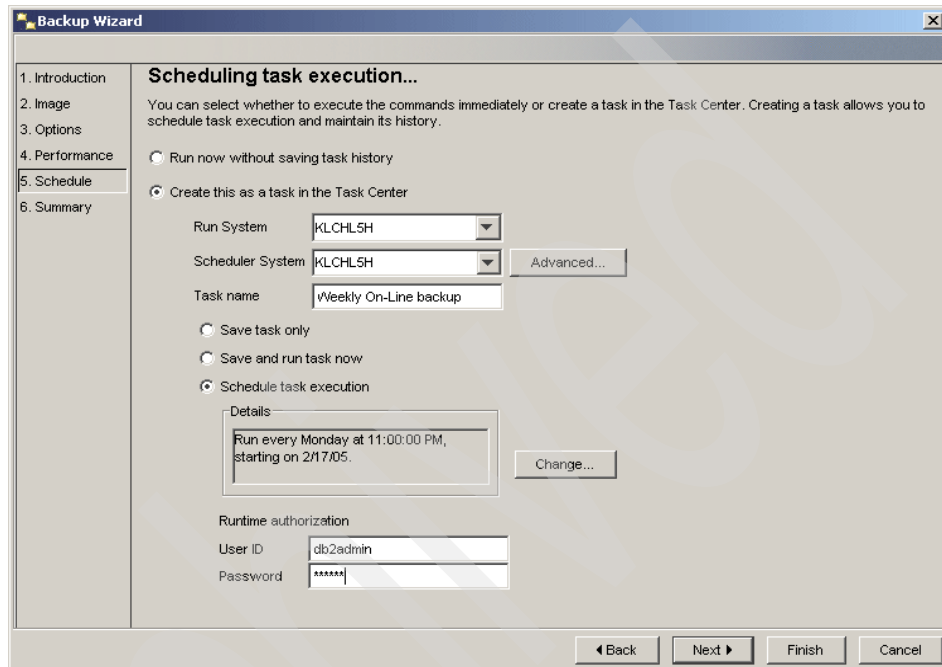 Backup Wizard
1. Introduction
2. Image
3. Options
4. Performance
5. Schedule
6. Summary
Scheduling task execution...
You can select whether to execute the commands immediately or create a task in the Task Center. Creating a task allows you to
schedule task execution and maintain its history.
Run now without saving task history
Create this as a task in the Task Center
Run System KLCHL5H
Scheduler System KLCHL5H Advanced...
Task name Weekly On-Line backup
Save task only
Save and run task now
Schedule task execution
Details
Run every Monday at 11:00:00 PM,
starting on 2/17/05.
Change...
Runtime authorization
User ID db2admin
Password ******
Back Next Finish Cancel